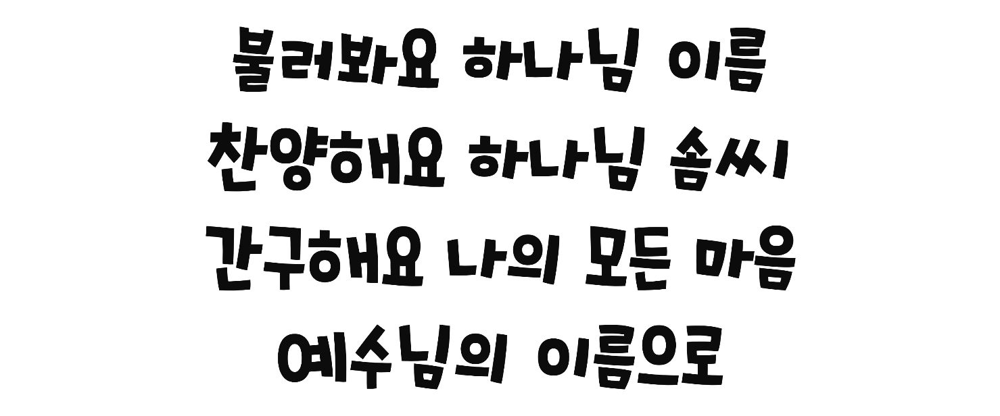 불러봐요 하나님 이름
찬양해요 하나님 솜씨
간구해요 나의 모든 마음
예수님의 이름으로